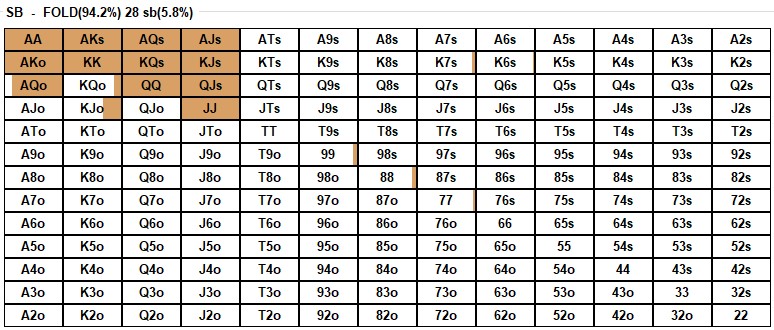 SB - FOLD(94.2%) 28 sb(5.8%)
AA AKs AQs AJs ATs A9s A8s A7s A6s A5s A4s A3s A2s
AKo KK KQs KJs KTs K9s K8s K7s K6s K5s K4s K3s K2s
AQo KQo QQ QJs QTs Q9s Q8s Q7s Q6s Q5s Q4s Q3s Q2s
AJo KJo QJo JJ JTs J9s J8s J7s J6s J5s J4s J3s J2s
ATo KTo QTo JTo TT T9s T8s T7s T6s T5s T4s T3s T2s
A9o K9o Q9o J9o T9o 99 98s 97s 96s 95s 94s 93s 92s
A8o K8o Q8o J8o T8o 98o 88 87s 86s 85s 84s 83s 82s
A7o K7o Q7o J7o T7o 97o 87o 77 76s 75s 74s 73s 72s
A6o K6o Q6o J6o T6o 96o 86o 76o 66 65s 64s 63s 62s
A5o K5o Q5o J5o T5o 95o 85o 75o 65o 55 54s 53s 52s
A4o K4o Q4o J4o T4o 94o 84o 74o 64o 54o 44 43s 42s
A3o K3o Q3o J3o T3o 93o 83o 73o 63o 53o 43o 33 32s
A2o K2o Q2o J2o T2o 92o 82o 72o 62o 52o 42o 32o 22